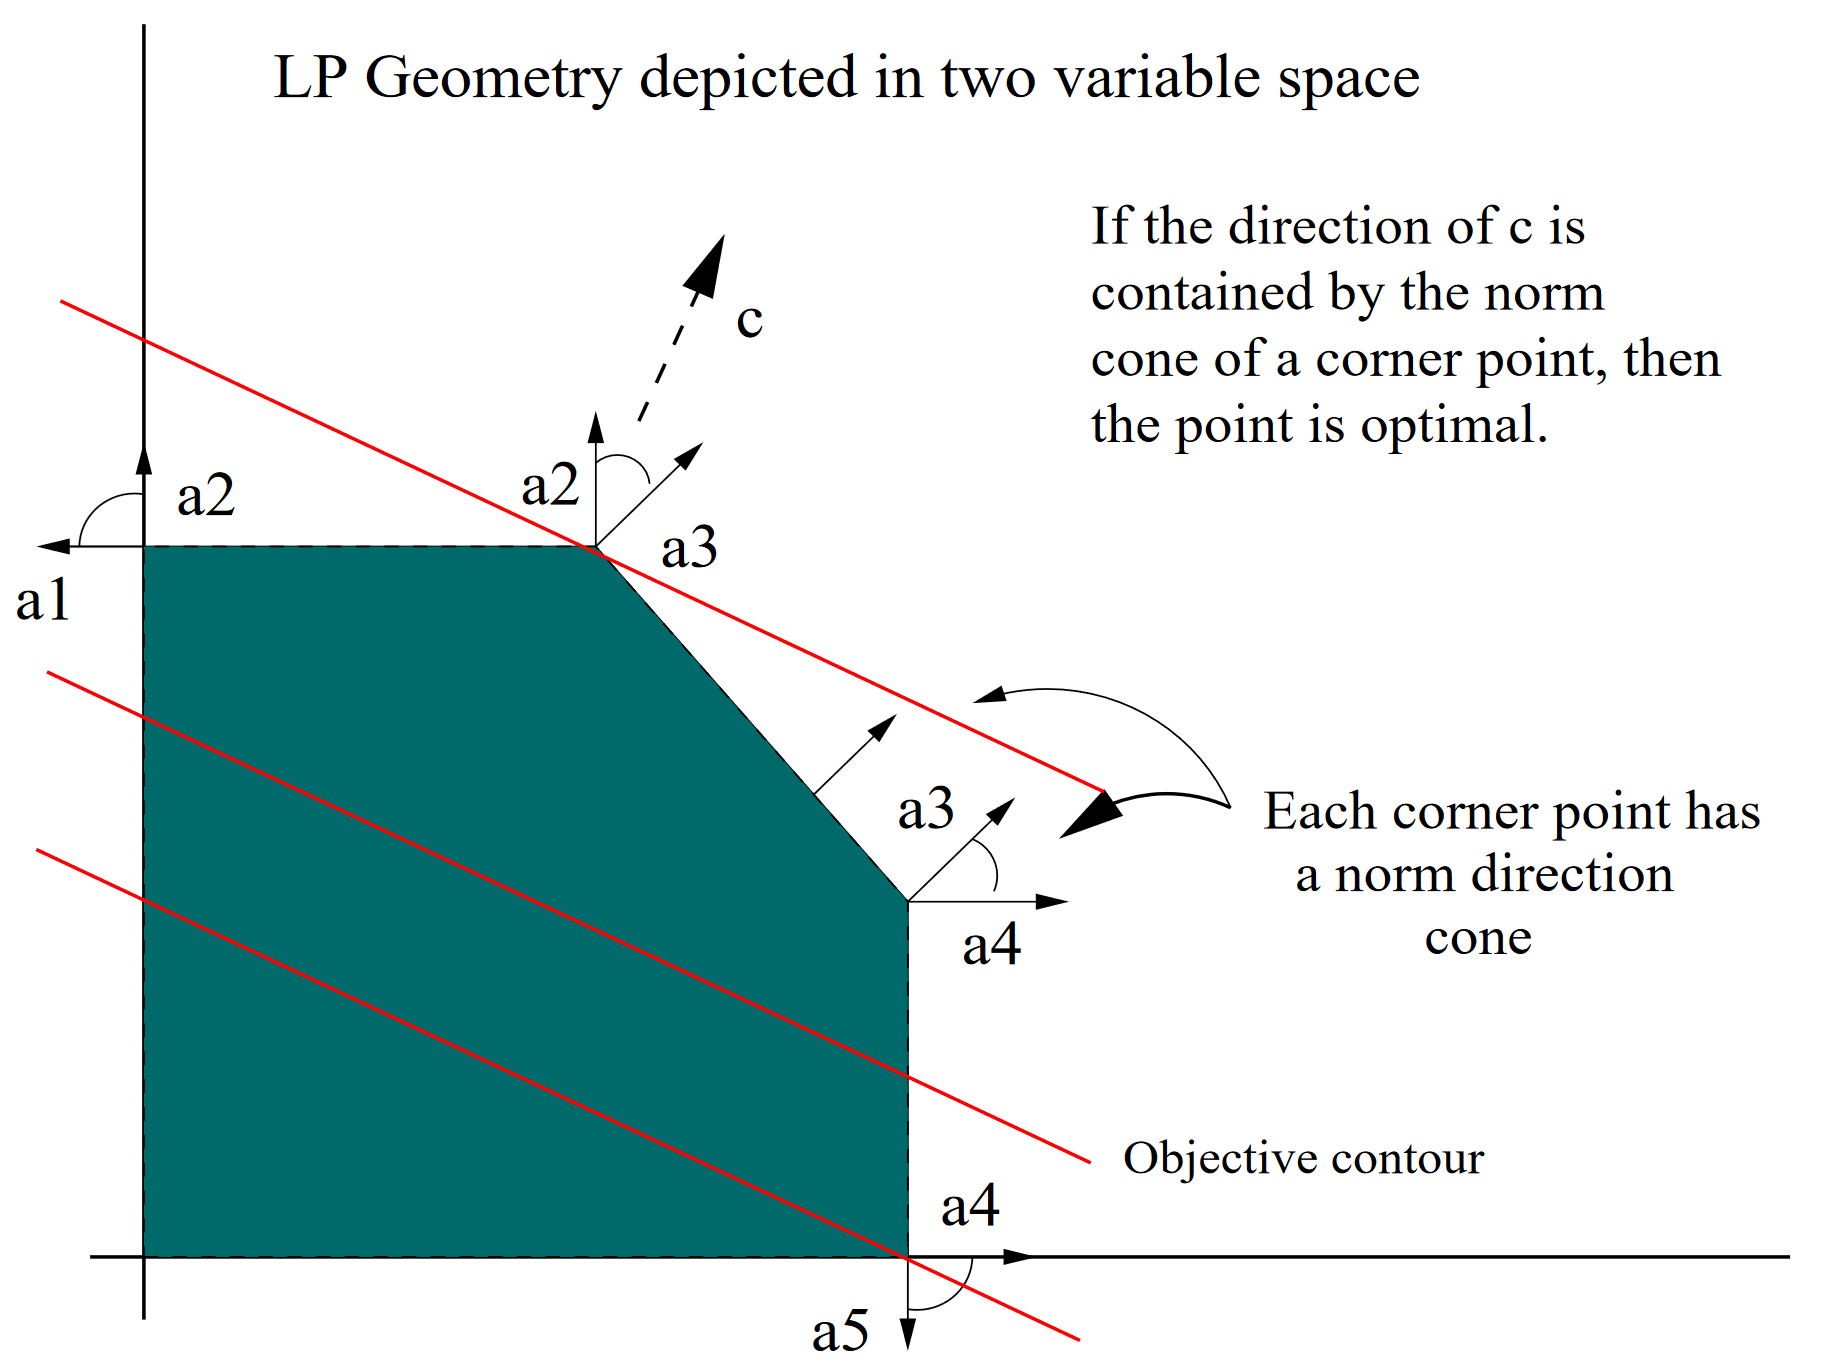 LP Geometry depicted in two variable space
If the direction of c is
contained by the norm
cone of a corner point, then
the point is optimal.
c
a2
a2
a3
a1
a3
Each corner point has
a norm direction
cone
a4
Objective contour
a4
a5